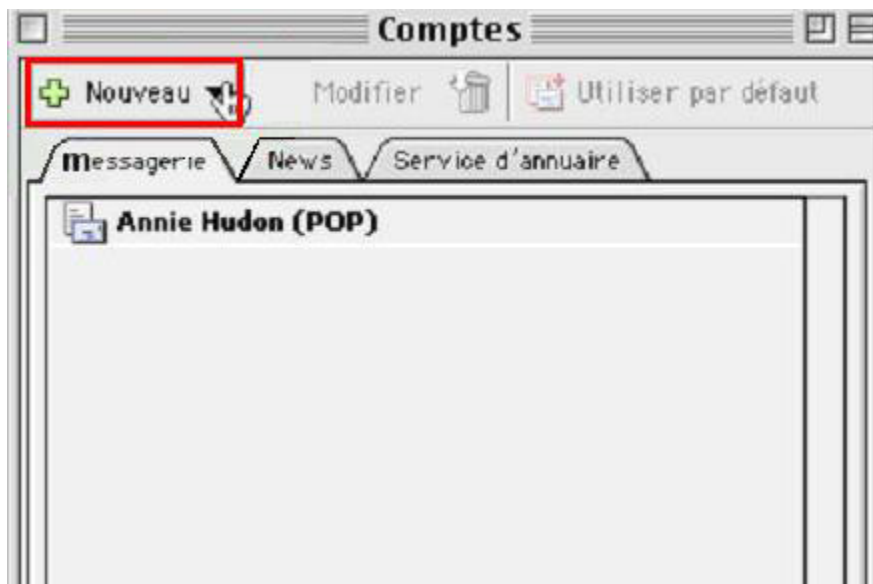 Comptes
Nouveau Modifier Utiliser par défaut
Messagerie News Service d'annuaire
Annie Hudon (POP)